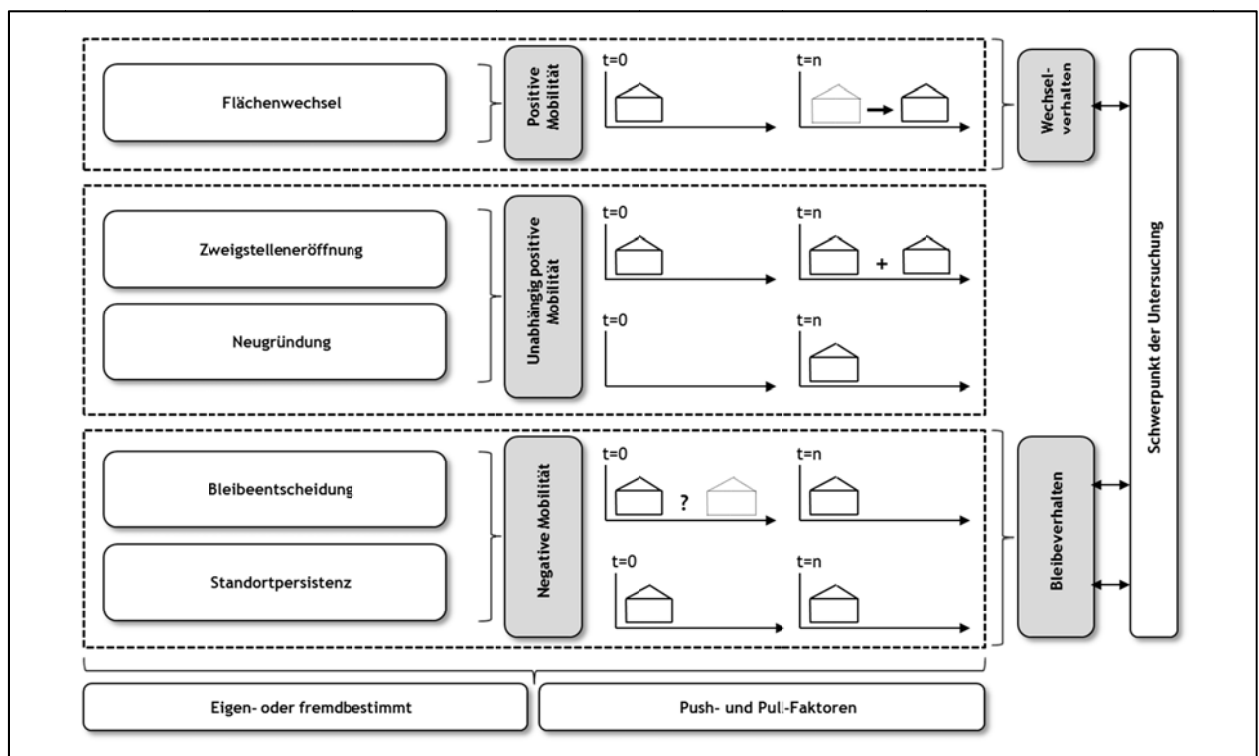 Flächenwechsel
Positive
Mobilität
t=0
t=n
Wechsel-
verhalten
Zweigstelleneröffnung
Neugründung
Unabhängig positive
Mobilität
t=0
t=n
+
t=0
t=n
Bleibeentscheidung
Standortpersistenz
Negative Mobilität
t=0
?
t=n
t=0
t=n
Bleibeverhalten
Schwerpunkt der Untersuchung
Eigen- oder fremdbestimmt
Push- und Pull-Faktoren